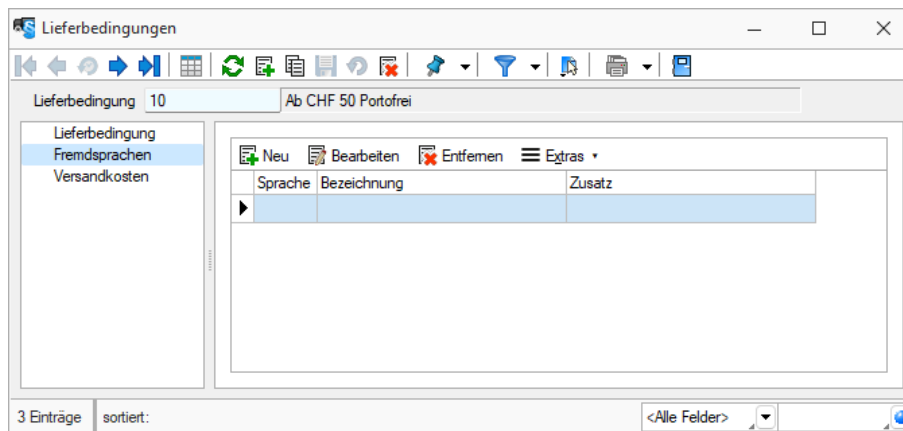 Lieferbedingungen
Lieferbedingung 10 Ab CHF 50 Portofrei
Lieferbedingung
Fremdsprachen
Versandkosten
Neu Bearbeiten Entfernen Extras
Sprache Bezeichnung Zusatz
3 Einträge sortiert: <Alle Felder>